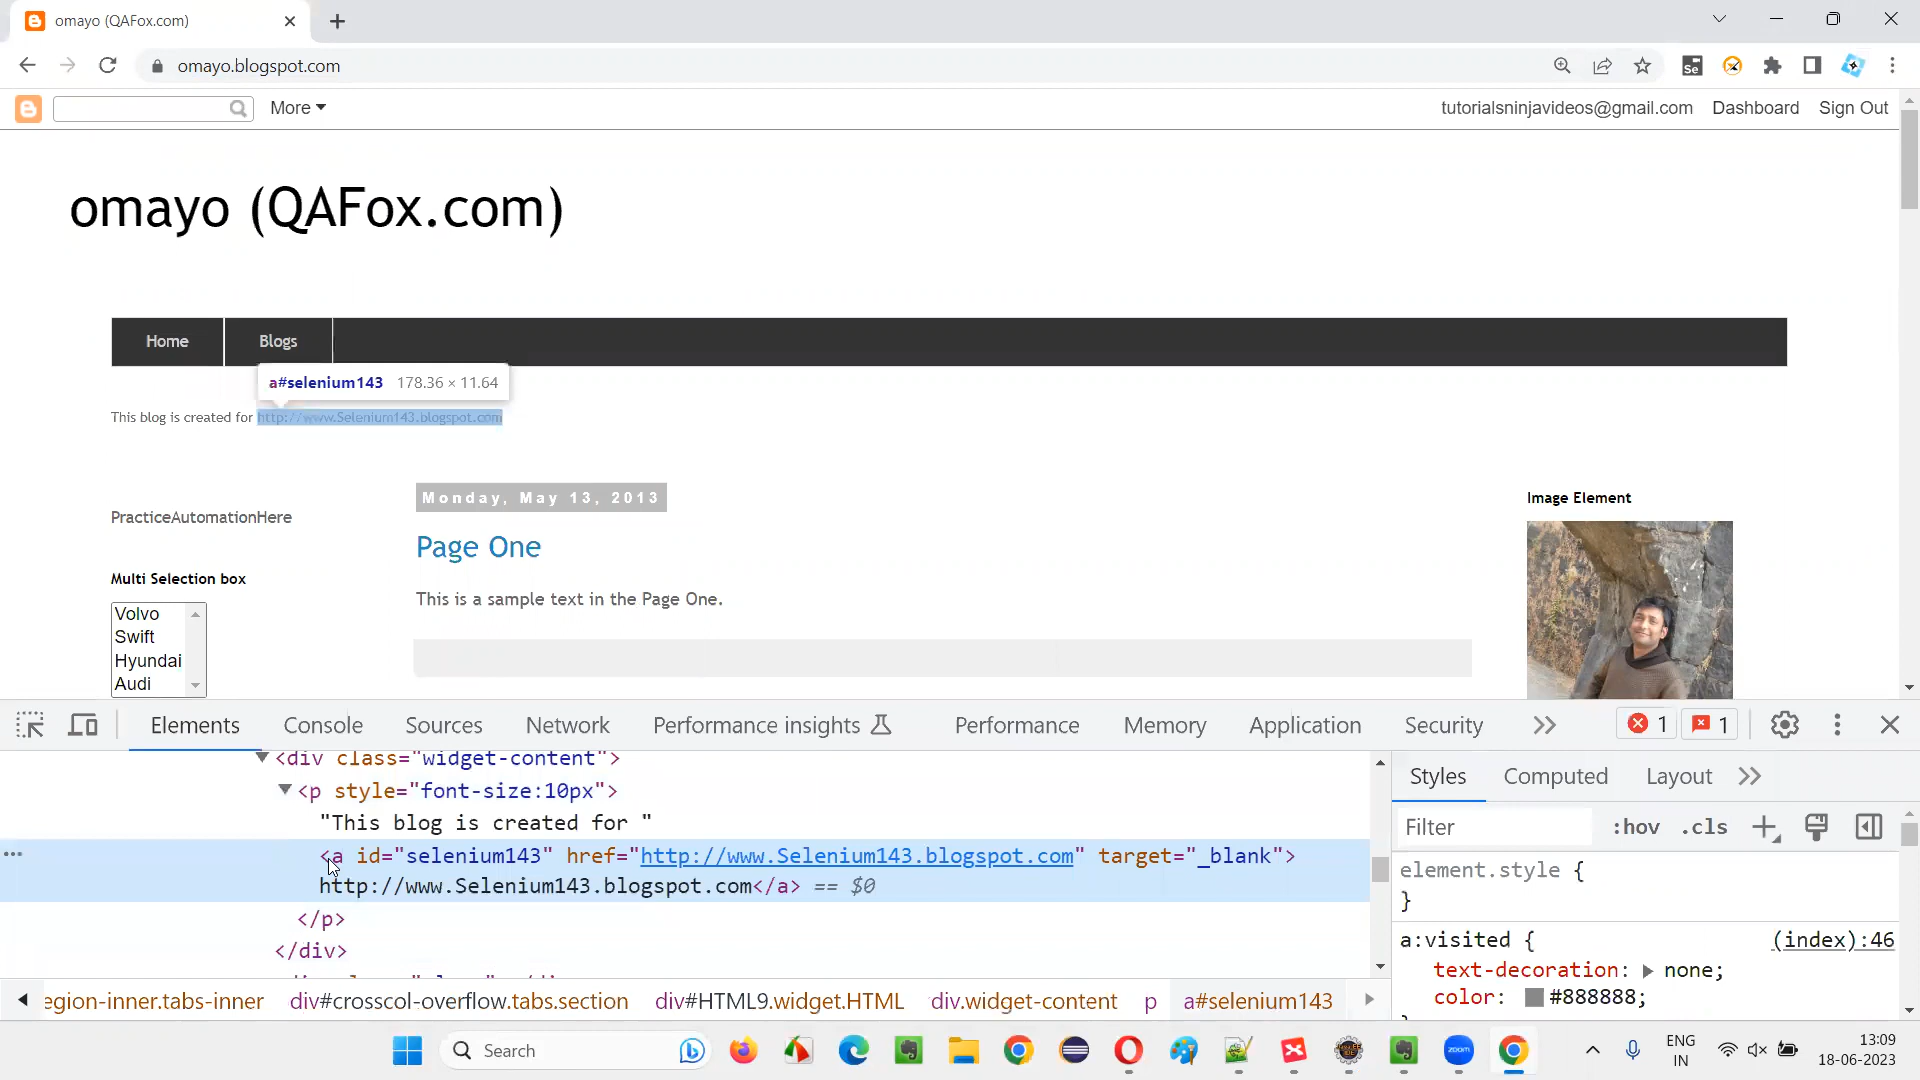 omayo (QAFox.com)
omayo.blogspot.com
More
tutorialsninjavideos@gmail.com Dashboard Sign Out
omayo (QAFox.com)
Home Blogs
a#selenium143 178.36 × 11.64
This blog is created for http://www.Selenium143.blogspot.com
Monday, May 13, 2013
Image Element
PracticeAutomationHere
Page One
Multi Selection box
This is a sample text in the Page One.
Volvo
Swift
Hyundai
Audi
Elements Console Sources Network Performance insights Performance Memory Application Security 1 1
<div class="widget-content">
<p style="font-size:10px">
"This blog is created for "
<a id="selenium143" href="http://www.Selenium143.blogspot.com" target="_blank">
http://www.Selenium143.blogspot.com</a> == $0
</p>
</div>
Styles Computed Layout
Filter :hov .cls
element.style {
}
a:visited { (index):46
text-decoration: none;
color: #888888;
egion-inner.tabs-inner div#crosscol-overflow.tabs.section div#HTML9.widget.HTML div.widget-content p a#selenium143
Search zoom ENG 13:09
IN 18-06-2023